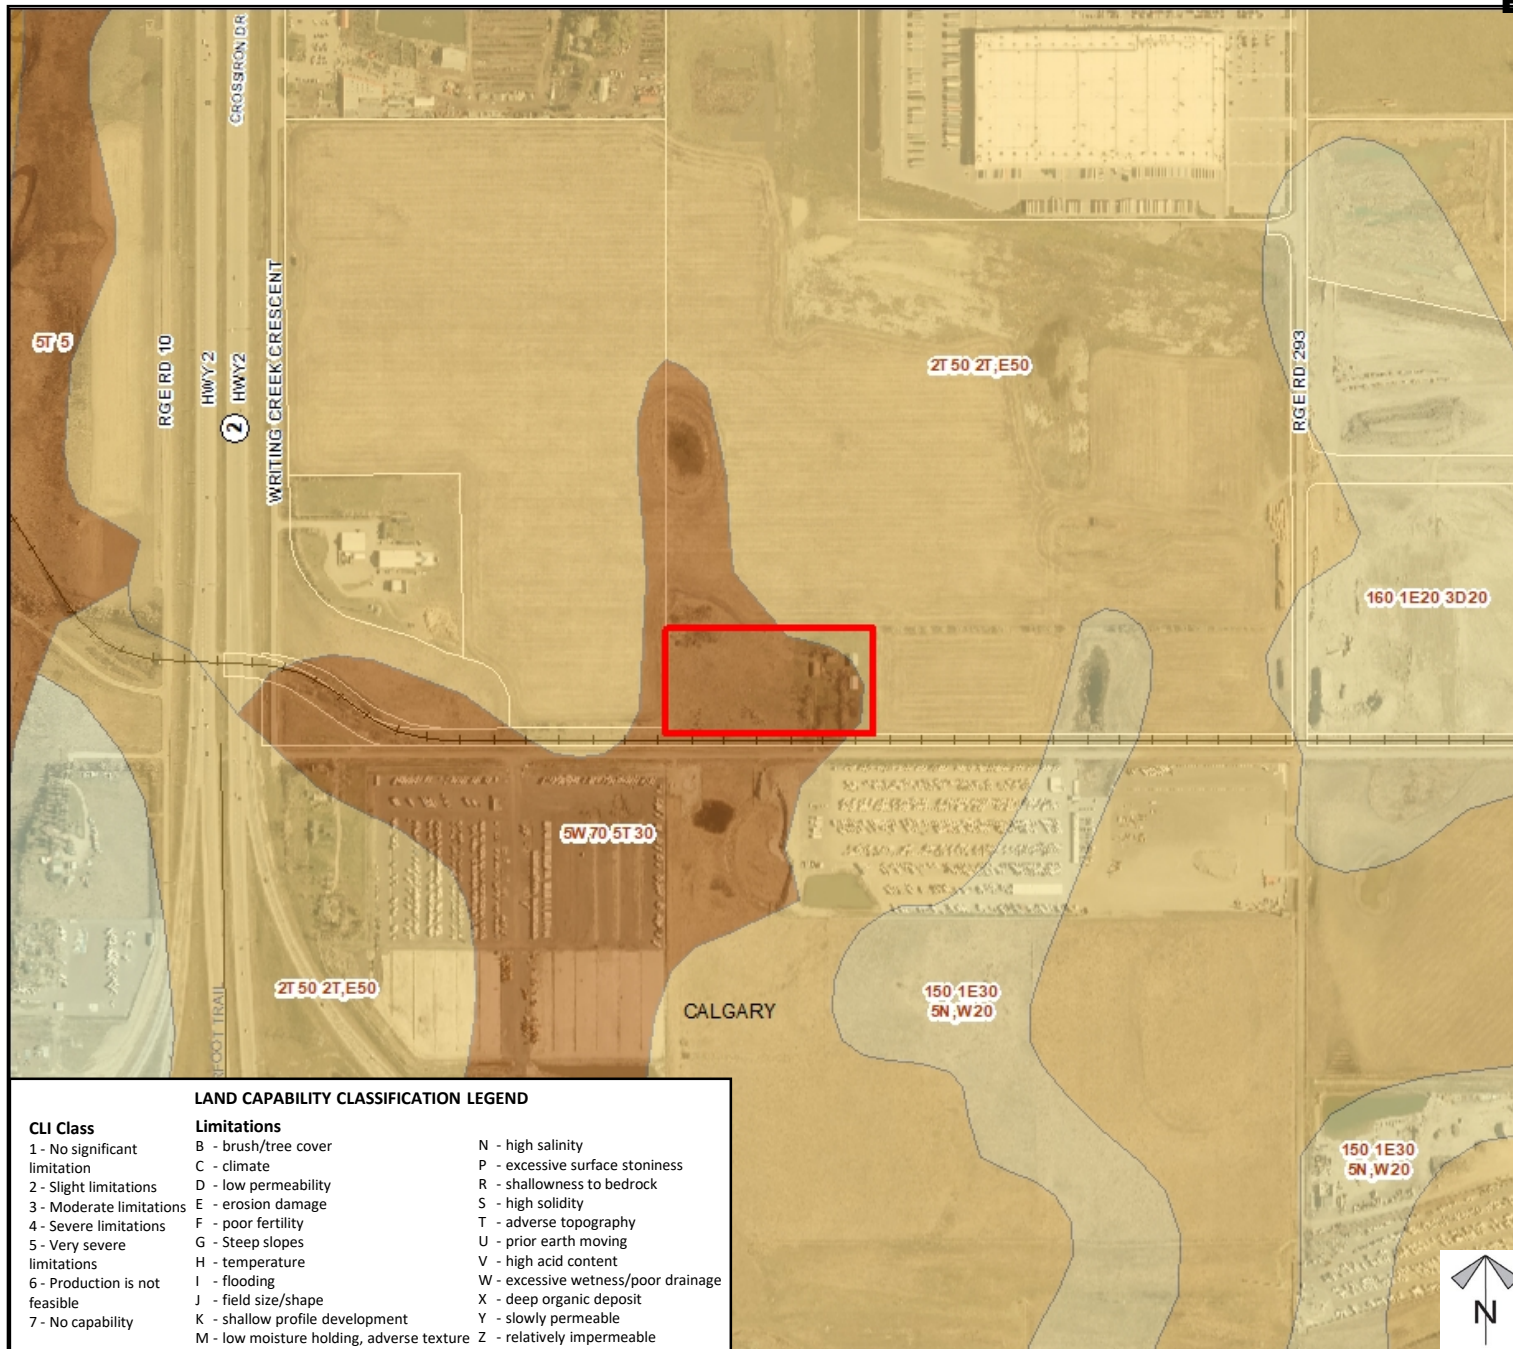 CROSSIRON DR
5T 5
RGE RD 10
HWY 2
HWY2
2
WRITING CREEK CRESCENT
2T 50 2T,E50
RGE RD 293
160 1E20 3D20
5W 70 5T 30
2T 50 2T,E50
CALGARY
150 1E30
5N,W20
150 1E30
5N,W20
RFOOT TRAIL
LAND CAPABILITY CLASSIFICATION LEGEND
CLI Class
1 - No significant
limitation
2 - Slight limitations
3 - Moderate limitations
4 - Severe limitations
5 - Very severe
limitations
6 - Production is not
feasible
7 - No capability
Limitations
B - brush/tree cover
C - climate
D - low permeability
E - erosion damage
F - poor fertility
G - Steep slopes
H - temperature
I - flooding
J - field size/shape
K - shallow profile development
M - low moisture holding, adverse texture
N - high salinity
P - excessive surface stoniness
R - shallowness to bedrock
S - high solidity
T - adverse topography
U - prior earth moving
V - high acid content
W - excessive wetness/poor drainage
X - deep organic deposit
Y - slowly permeable
Z - relatively impermeable
N